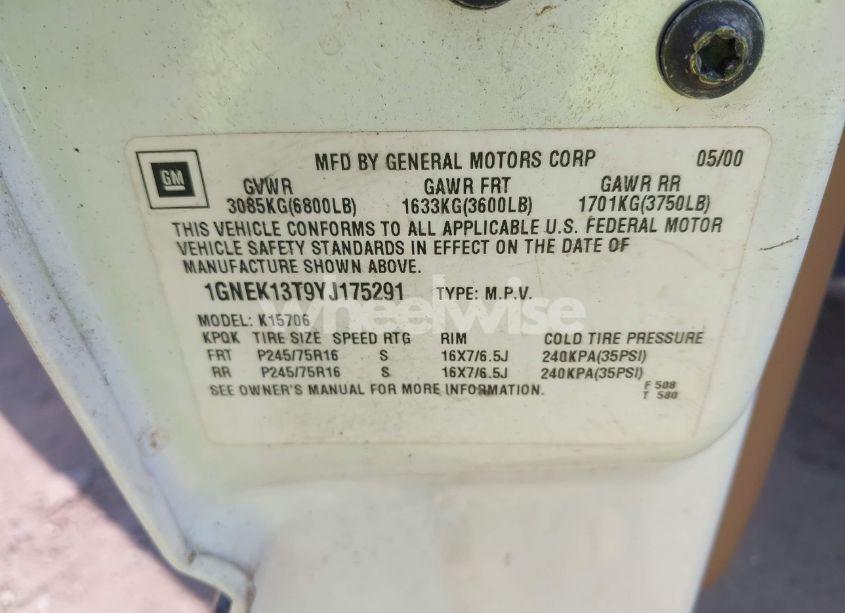 GM
MFD BY GENERAL MOTORS CORP 05/00
GVWR GAWR FRT GAWR RR
3085KG(6800LB) 1633KG(3600LB) 1701KG(3750LB)
THIS VEHICLE CONFORMS TO ALL APPLICABLE U.S. FEDERAL MOTOR
VEHICLE SAFETY STANDARDS IN EFFECT ON THE DATE OF
MANUFACTURE SHOWN ABOVE.
1GNEK13T9YJ175291 TYPE: M.P.V.
wheelwise
MODEL: K15706
KPQK TIRE SIZE SPEED RTG RIM COLD TIRE PRESSURE
FRT P245/75R16 S 16X7/6.5J 240KPA(35PSI)
RR P245/75R16 S 16X7/6.5J 240KPA(35PSI)
SEE OWNER'S MANUAL FOR MORE INFORMATION.
F 508
T 580